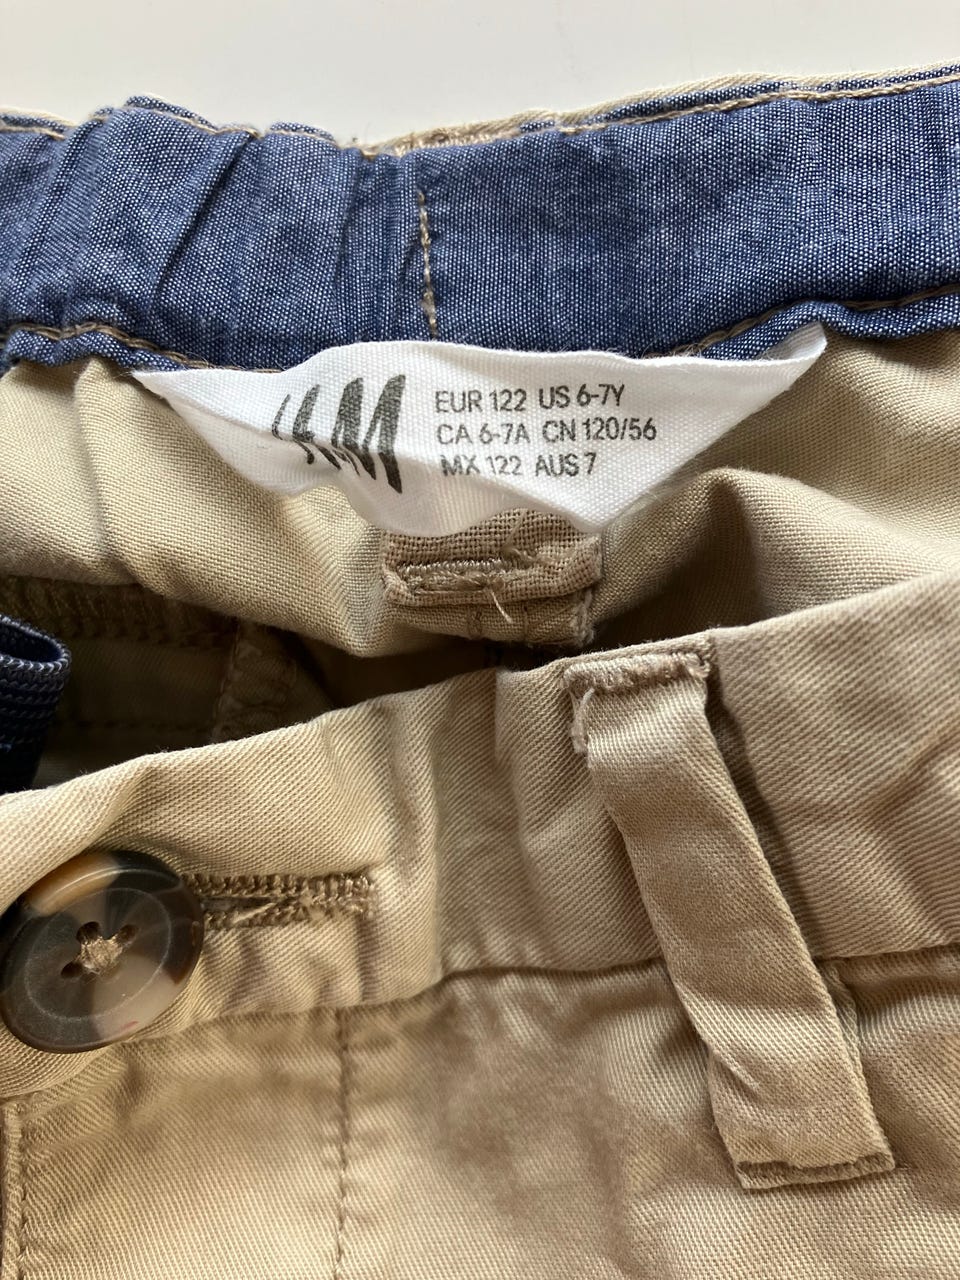 H&M
EUR 122 US 6-7Y
CA 6-7A CN 120/56
MX 122 AUS 7